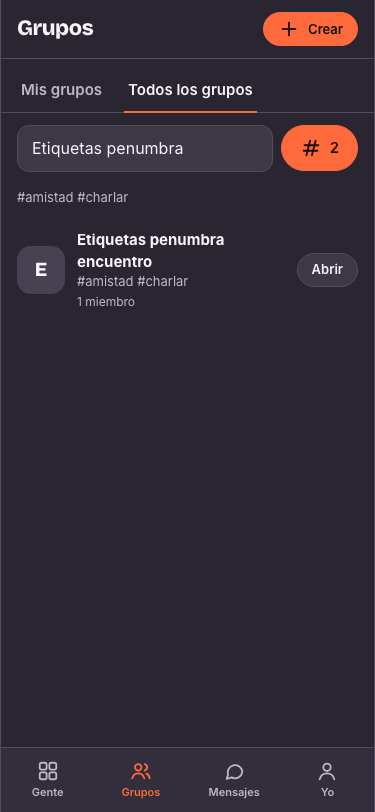 Grupos
Crear
Mis grupos
Todos los grupos
Etiquetas penumbra
# 2
#amistad #charlar
E
Etiquetas penumbra
encuentro
#amistad #charlar
1 miembro
Abrir
Gente
Grupos
Mensajes
Yo